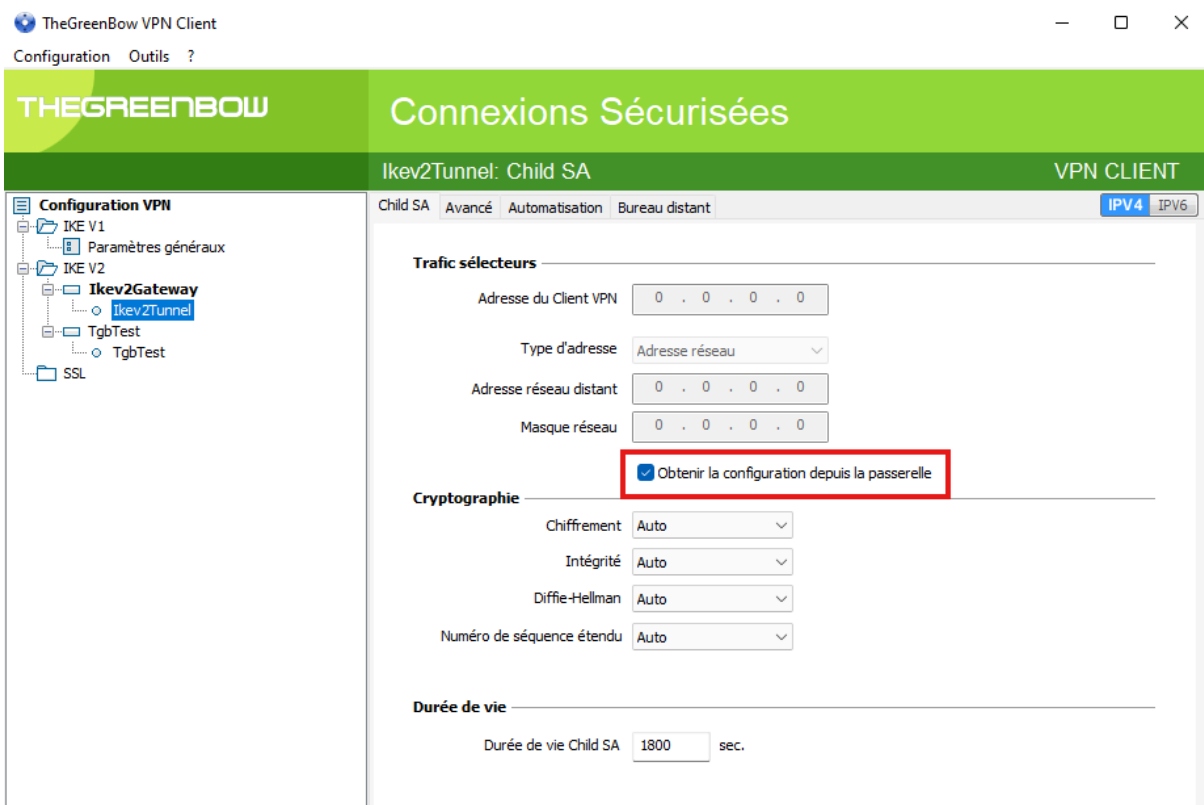 TheGreenBow VPN Client
Configuration Outils ?
THEGREENBOW
Connexions Sécurisées
Ikev2Tunnel: Child SA
VPN CLIENT
Configuration VPN
IKE V1
Paramètres généraux
IKE V2
Ikev2Gateway
Ikev2Tunnel
TgbTest
TgbTest
SSL
Child SA Avancé Automatisation Bureau distant
IPV4 IPV6
Trafic sélecteurs
Adresse du Client VPN 0 . 0 . 0 . 0
Type d'adresse Adresse réseau
Adresse réseau distant 0 . 0 . 0 . 0
Masque réseau 0 . 0 . 0 . 0
Obtenir la configuration depuis la passerelle
Cryptographie
Chiffrement Auto
Intégrité Auto
Diffie-Hellman Auto
Numéro de séquence étendu Auto
Durée de vie
Durée de vie Child SA 1800 sec.